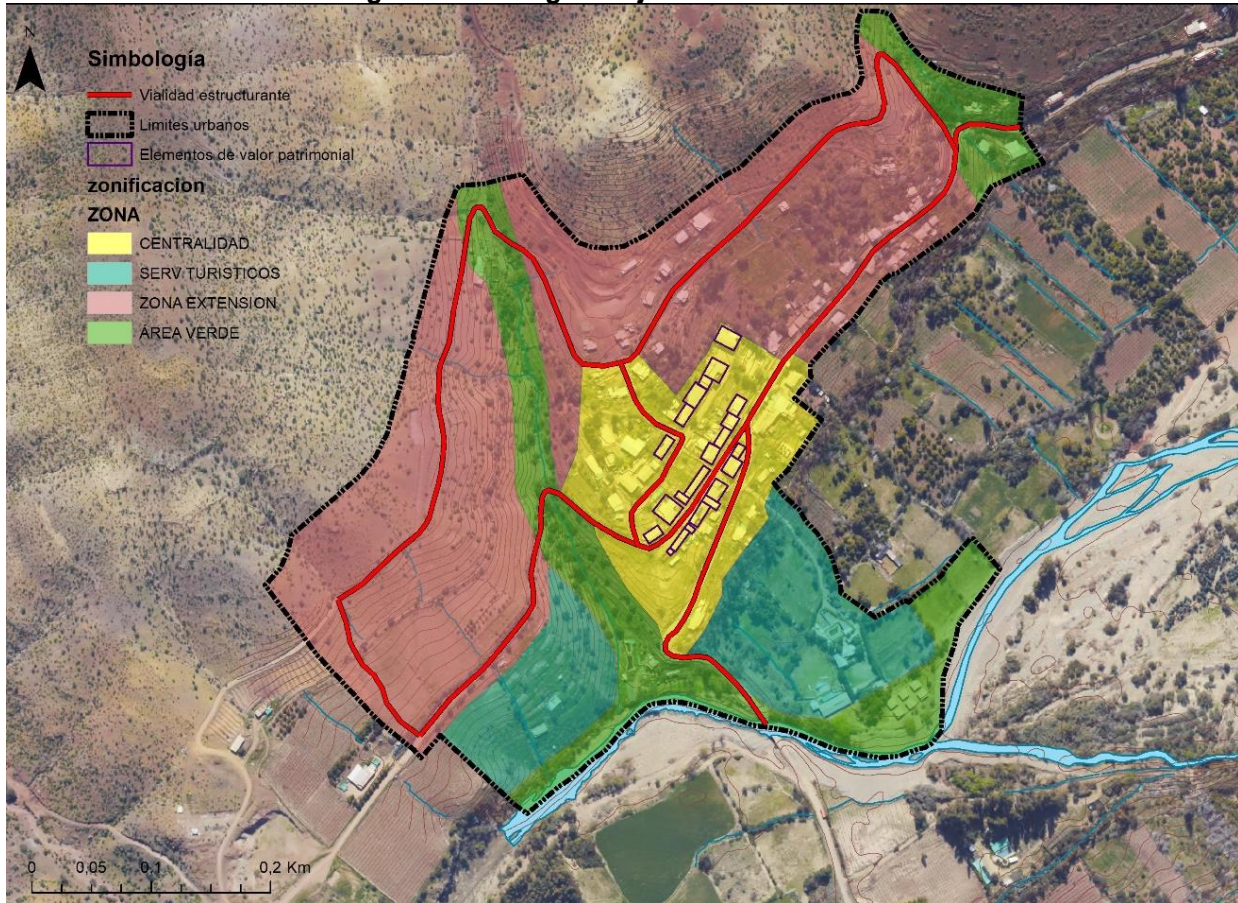 N
Simbología
Vialidad estructurante
Limites urbanos
Elementos de valor patrimonial
zonificacion
ZONA
CENTRALIDAD
SERV TURISTICOS
ZONA EXTENSION
ÁREA VERDE
0 0,05 0,1 0,2 Km